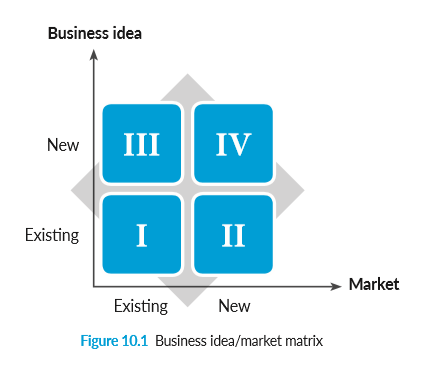 Business idea
New
III
IV
Existing
I
II
Market
Existing
New
Figure 10.1 Business idea/market matrix